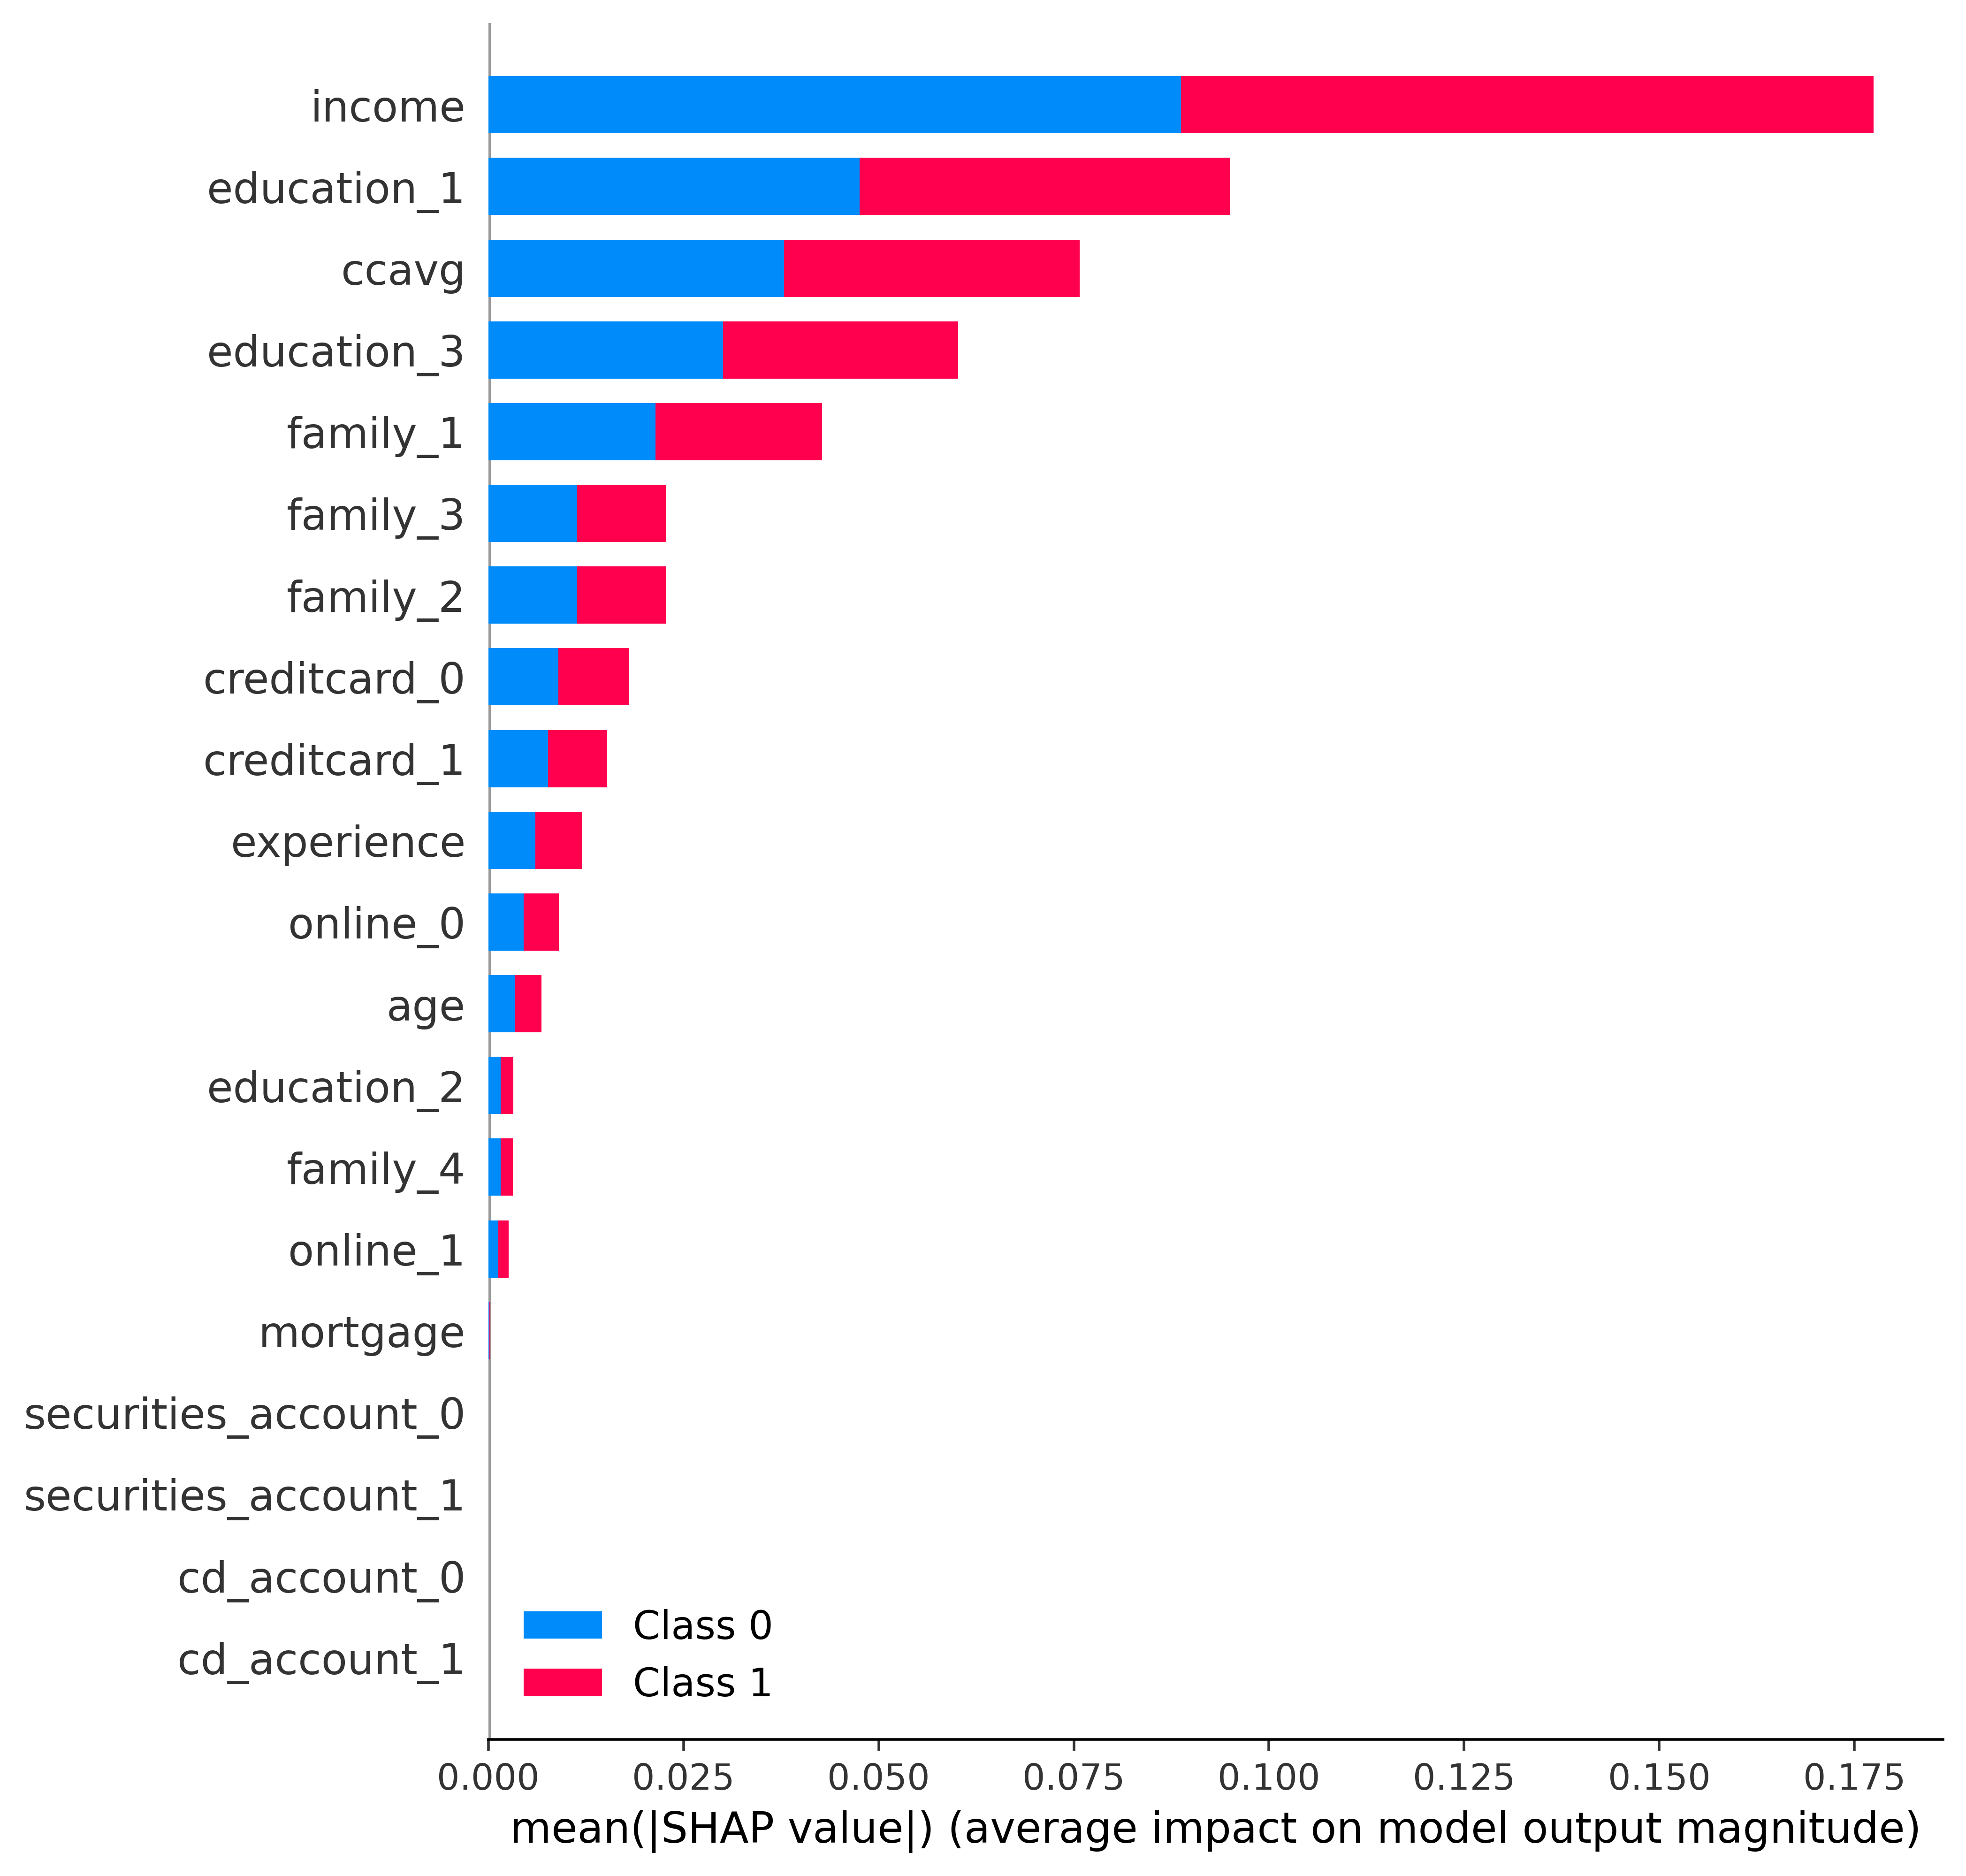 income
education_1
ccavg
education_3
family_1
family_3
family_2
creditcard_0
creditcard_1
experience
online_0
age
education_2
family_4
online_1
mortgage
securities_account_0
securities_account_1
cd_account_0
cd_account_1
Class 0
Class 1
0.000 0.025 0.050 0.075 0.100 0.125 0.150 0.175
mean(|SHAP value|) (average impact on model output magnitude)